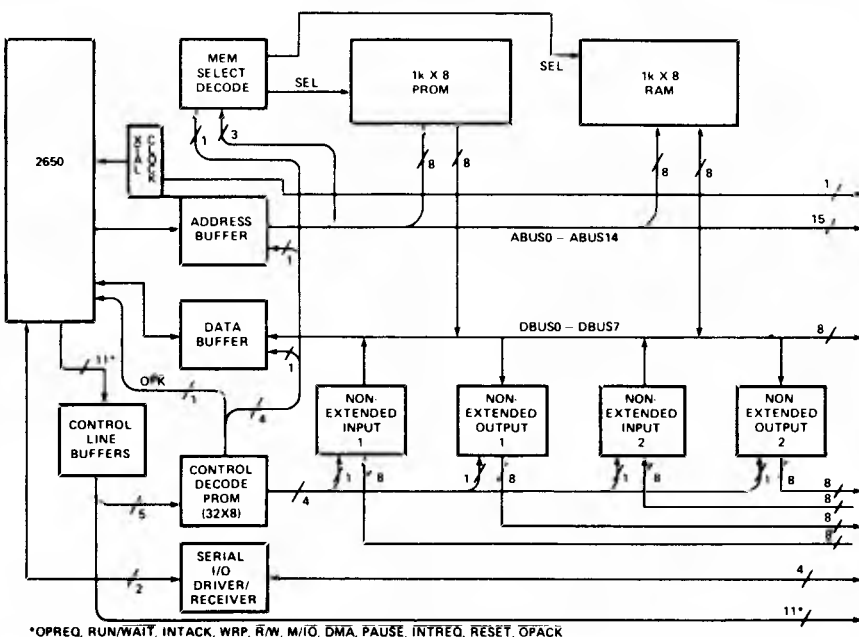 MEM
SELECT
DECODE
SEL
1k X 8
PROM
SEL
1k X 8
RAM
1
3
2650
XTAL
CLOCK
8
8
8
8
1
ADDRESS
BUFFER
1
ABUS0 – ABUS14
15
DATA
BUFFER
1
DBUS0 – DBUS7
8
11*
1
4
CONTROL
LINE
BUFFERS
NON-
EXTENDED
INPUT
1
NON-
EXTENDED
OUTPUT
1
NON-
EXTENDED
INPUT
2
NON
EXTENDED
OUTPUT
2
CONTROL
DECODE
PROM
(32X8)
5
4
1
8
1
8
1
8
1
8
8
8
8
8
SERIAL
I/O
DRIVER/
RECEIVER
2
4
11*
*OPREQ, RUN/WAIT, INTACK, WRP, R/W, M/IO, DMA, PAUSE, INTREQ, RESET, OPACK